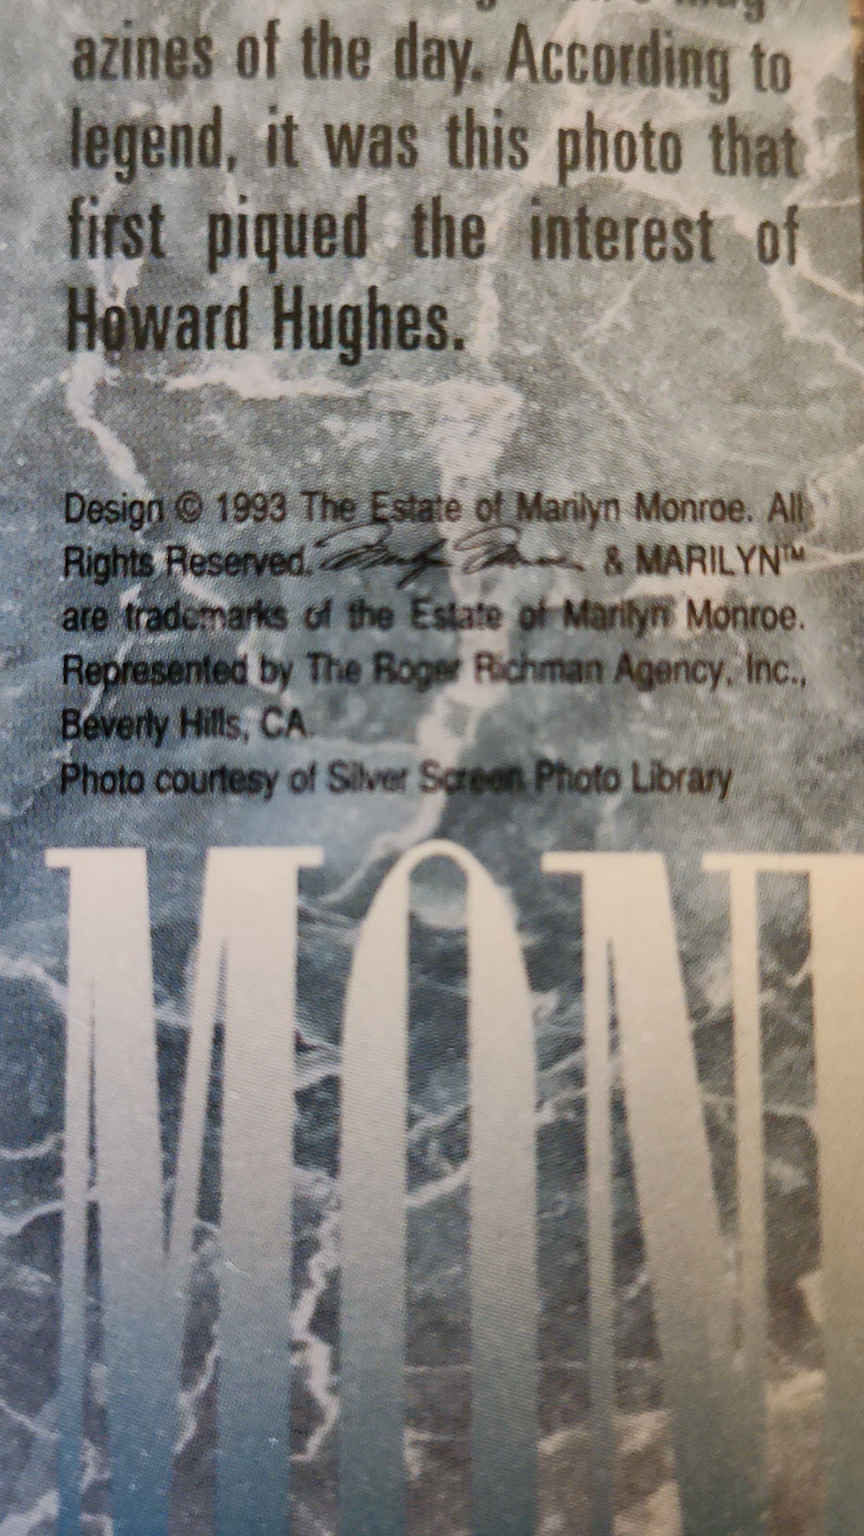 azines of the day. According to
legend, it was this photo that
first piqued the interest of
Howard Hughes.
Design © 1993 The Estate of Marilyn Monroe. All
Rights Reserved. Marilyn Monroe & MARILYN™
are trademarks of the Estate of Marilyn Monroe.
Represented by The Roger Richman Agency, Inc.,
Beverly Hills, CA.
Photo courtesy of Silver Screen Photo Library
MON